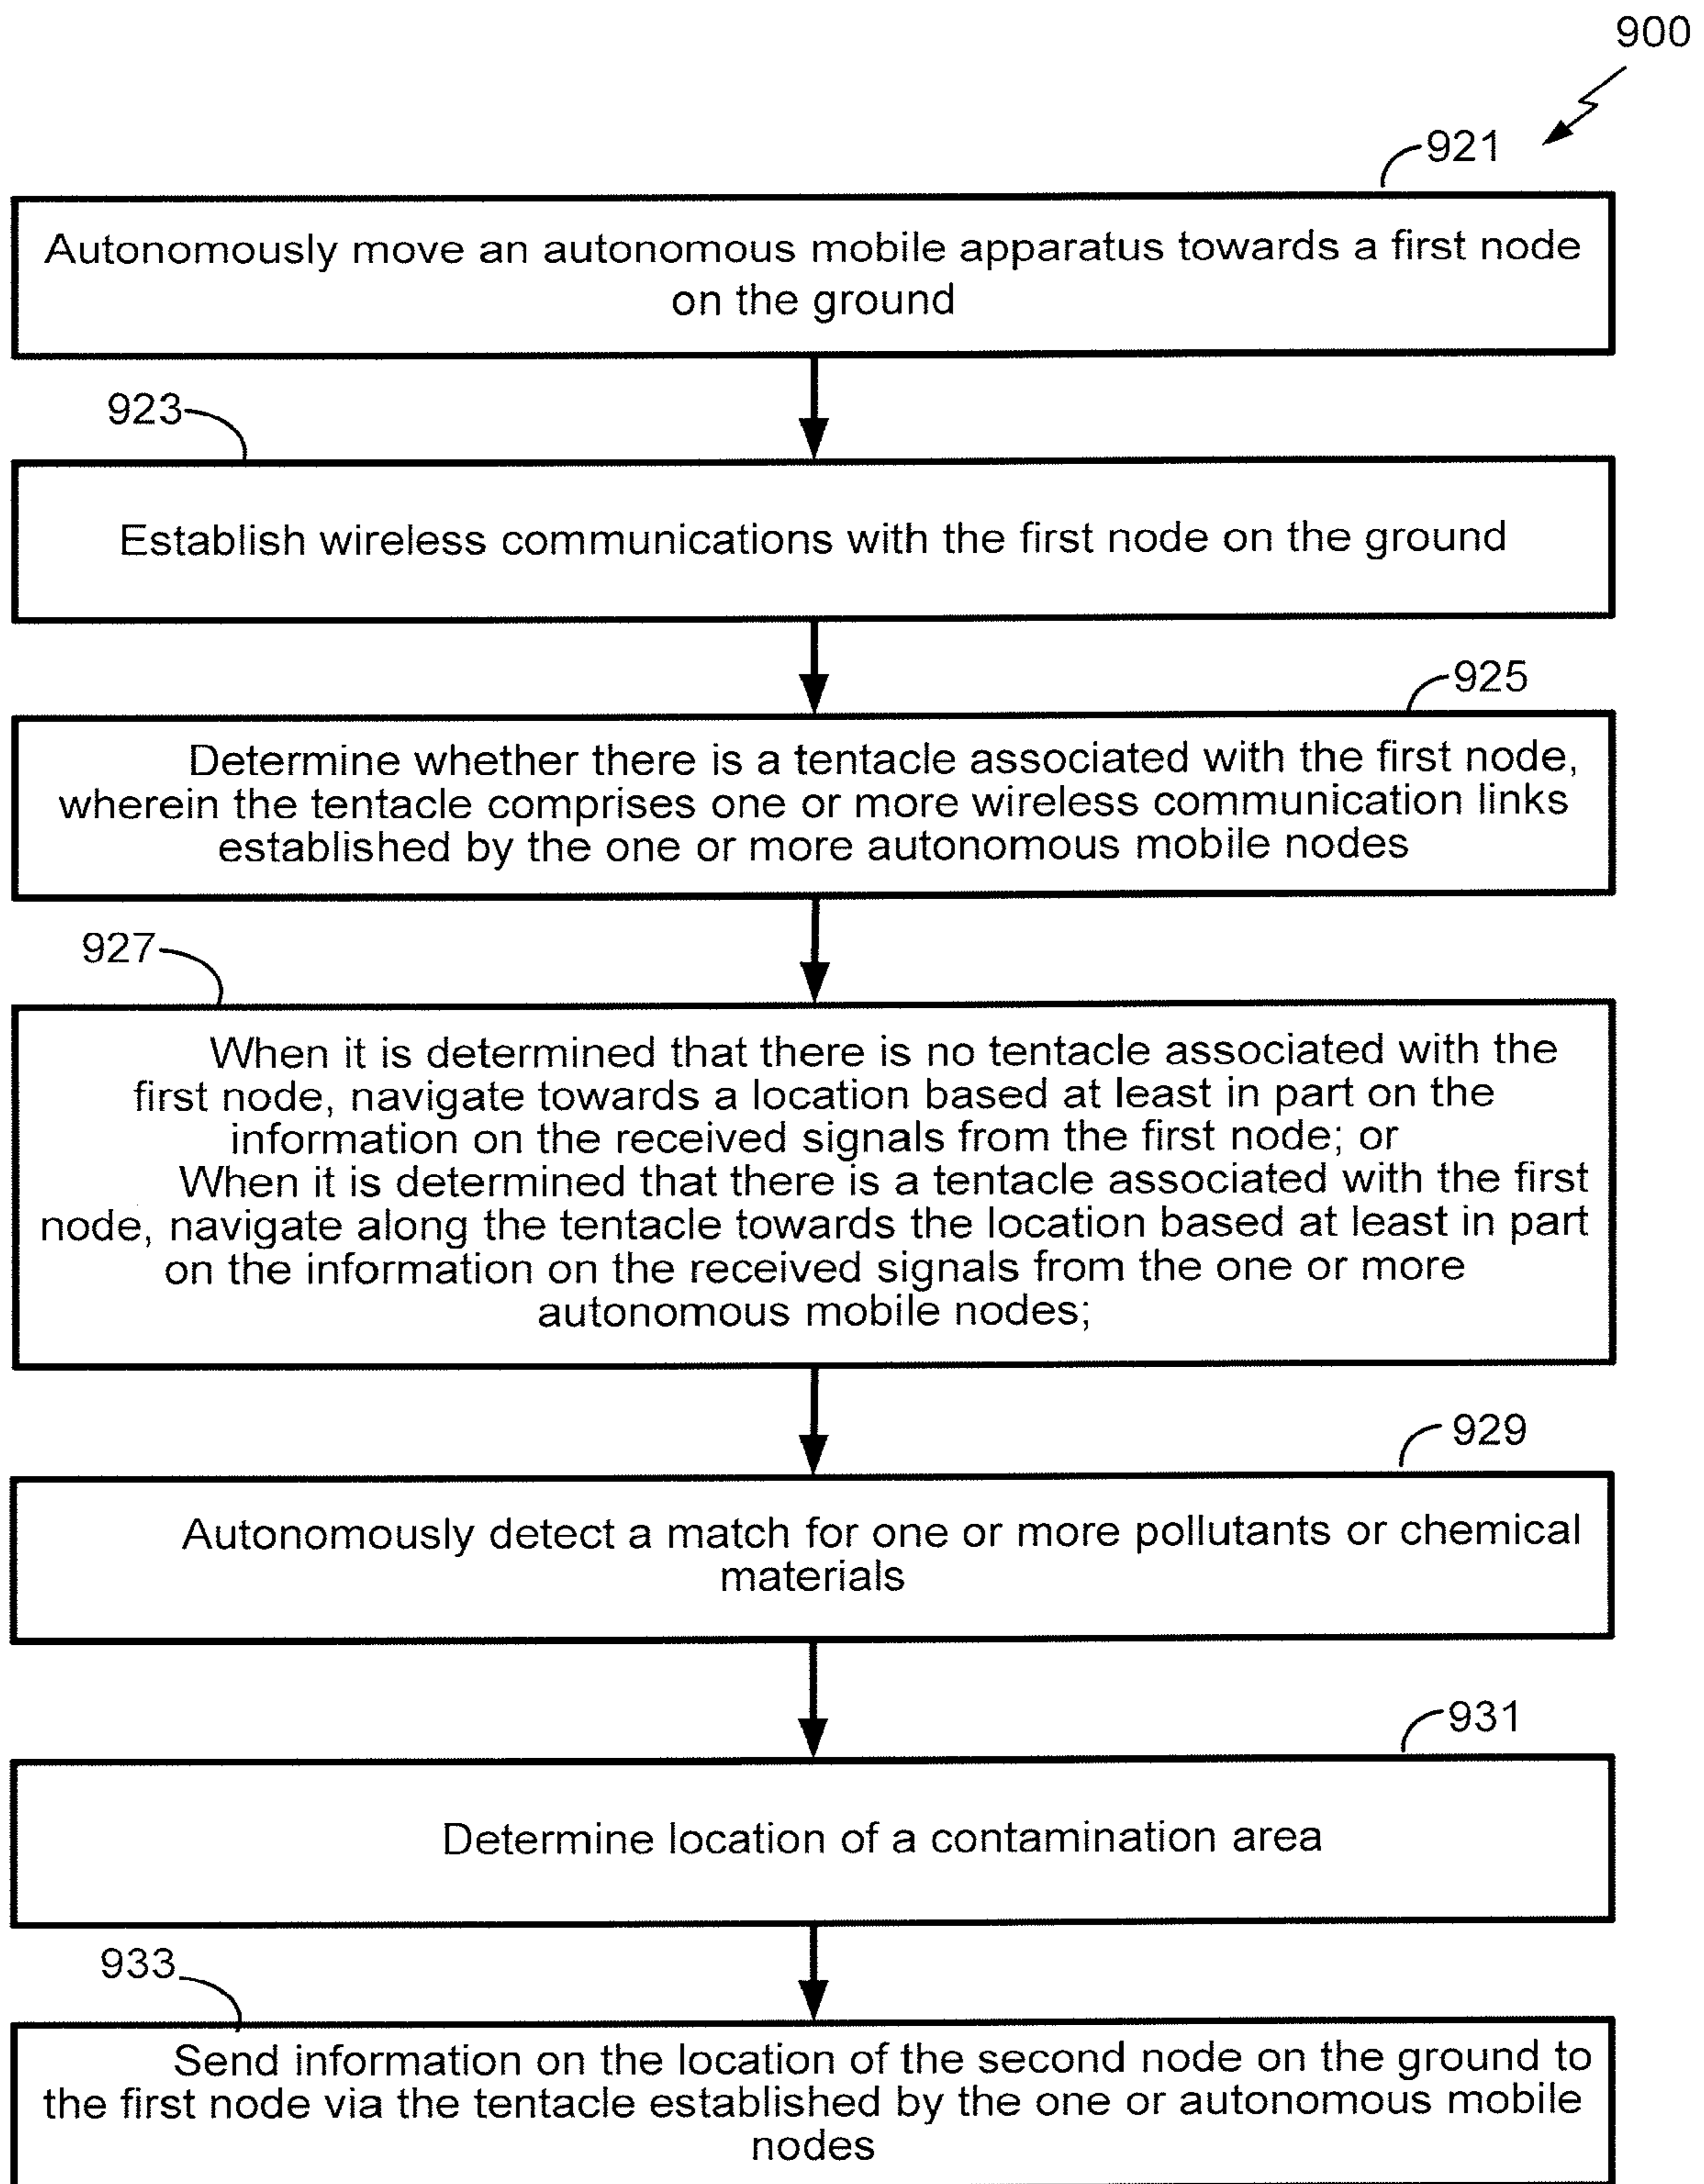 900
921
Autonomously move an autonomous mobile apparatus towards a first node
on the ground
923
Establish wireless communications with the first node on the ground
925
Determine whether there is a tentacle associated with the first node,
wherein the tentacle comprises one or more wireless communication links
established by the one or more autonomous mobile nodes
927
When it is determined that there is no tentacle associated with the
first node, navigate towards a location based at least in part on the
information on the received signals from the first node; or
When it is determined that there is a tentacle associated with the first
node, navigate along the tentacle towards the location based at least in part
on the information on the received signals from the one or more
autonomous mobile nodes;
929
Autonomously detect a match for one or more pollutants or chemical
materials
931
Determine location of a contamination area
933
Send information on the location of the second node on the ground to
the first node via the tentacle established by the one or autonomous mobile
nodes